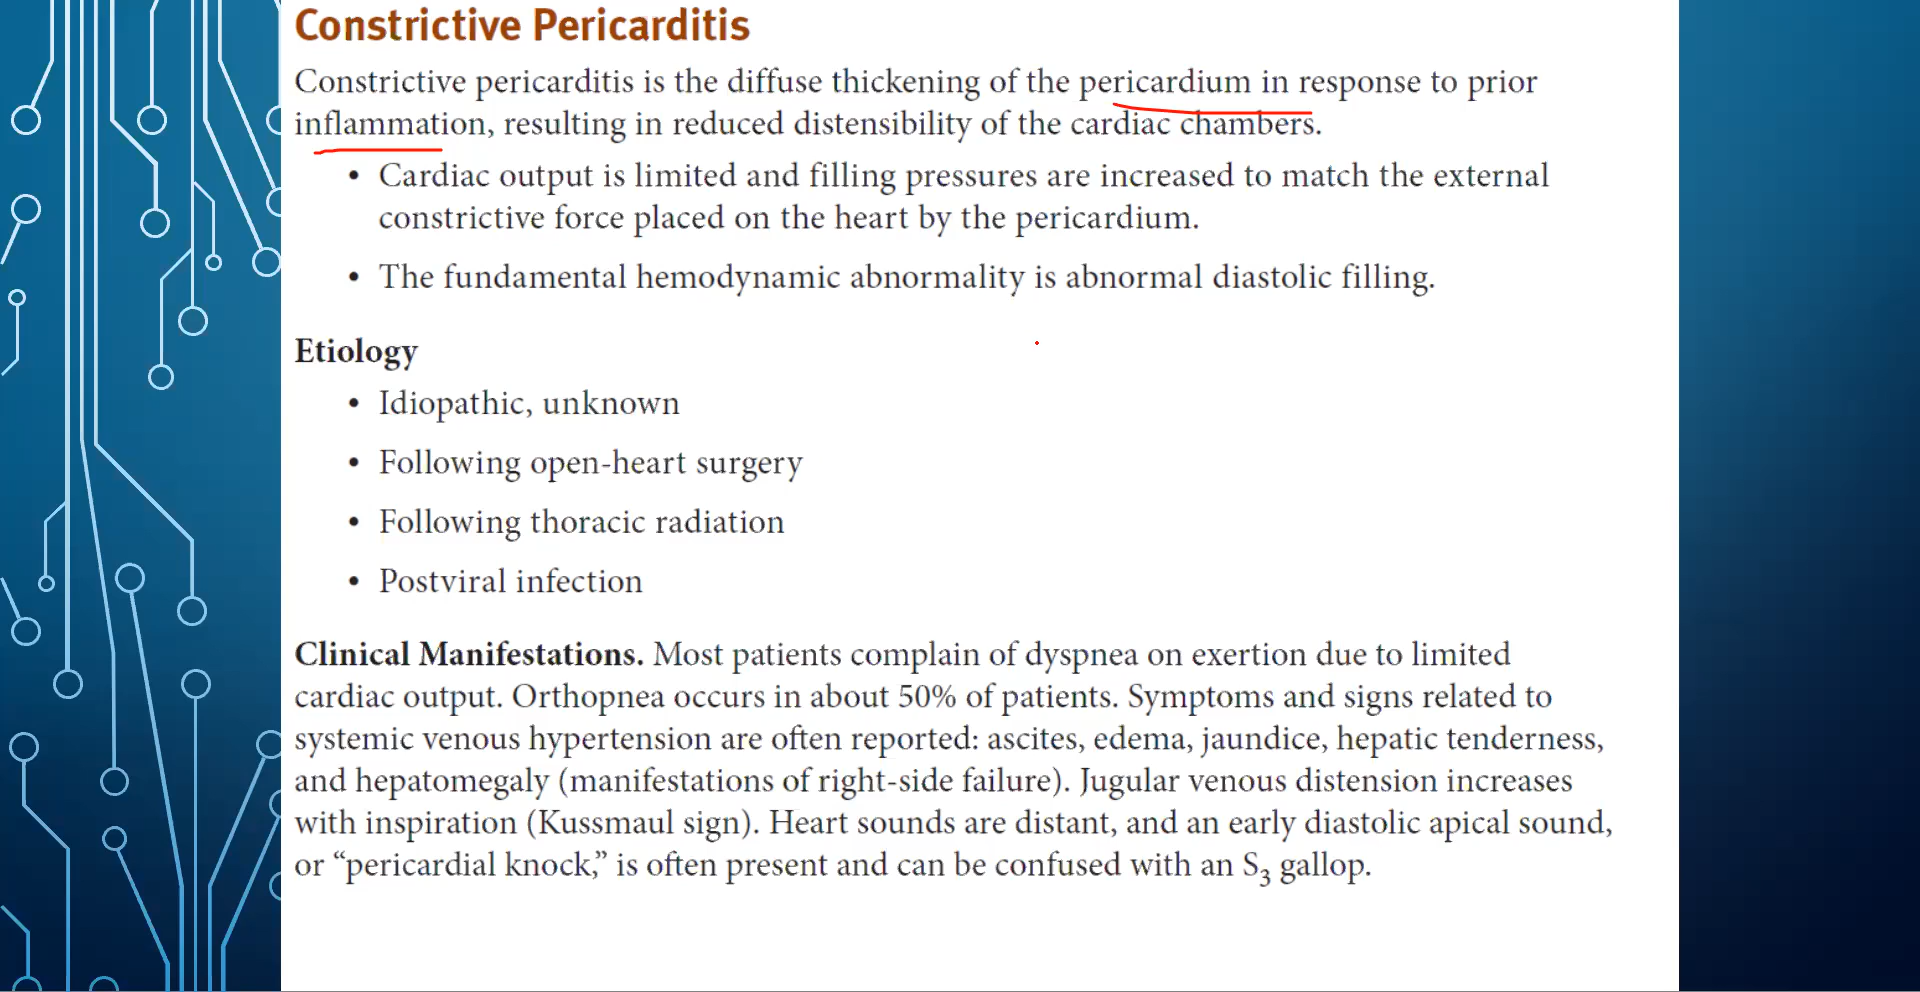 Constrictive Pericarditis
Constrictive pericarditis is the diffuse thickening of the pericardium in response to prior
inflammation, resulting in reduced distensibility of the cardiac chambers.
• Cardiac output is limited and filling pressures are increased to match the external
constrictive force placed on the heart by the pericardium.
• The fundamental hemodynamic abnormality is abnormal diastolic filling.
Etiology
• Idiopathic, unknown
• Following open-heart surgery
• Following thoracic radiation
• Postviral infection
Clinical Manifestations. Most patients complain of dyspnea on exertion due to limited
cardiac output. Orthopnea occurs in about 50% of patients. Symptoms and signs related to
systemic venous hypertension are often reported: ascites, edema, jaundice, hepatic tenderness,
and hepatomegaly (manifestations of right-side failure). Jugular venous distension increases
with inspiration (Kussmaul sign). Heart sounds are distant, and an early diastolic apical sound,
or “pericardial knock,” is often present and can be confused with an S₃ gallop.